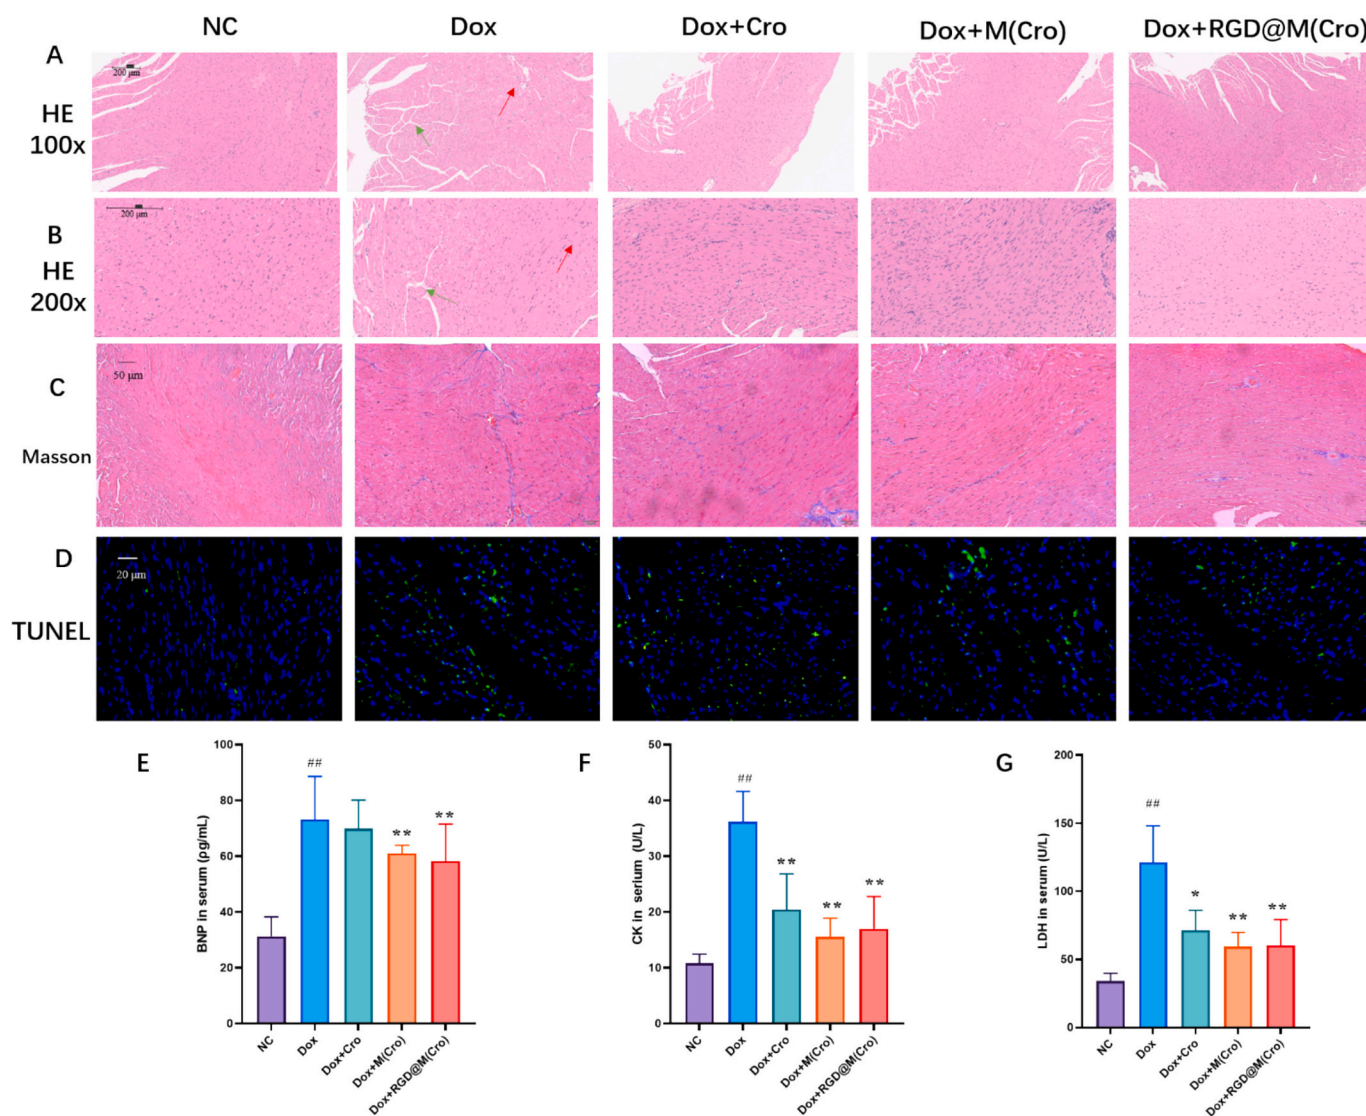 NC Dox Dox+Cro Dox+M(Cro) Dox+RGD@M(Cro)
A
200 μm
HE
100x
200 μm
B
HE
200x
50 μm
C
Masson
D
20 μm
TUNEL
E
BNP in serum (pg/mL)
100
80
60
40
20
0
##
**
**
NC
Dox
Dox+Cro
Dox+M(Cro)
Dox+RGD@M(Cro)
F
CK in serium (U/L)
50
40
30
20
10
0
##
**
**
**
NC
Dox
Dox+Cro
Dox+M(Cro)
Dox+RGD@M(Cro)
G
LDH in serum (U/L)
200
150
100
50
0
##
*
**
**
NC
Dox
Dox+Cro
Dox+M(Cro)
Dox+RGD@M(Cro)